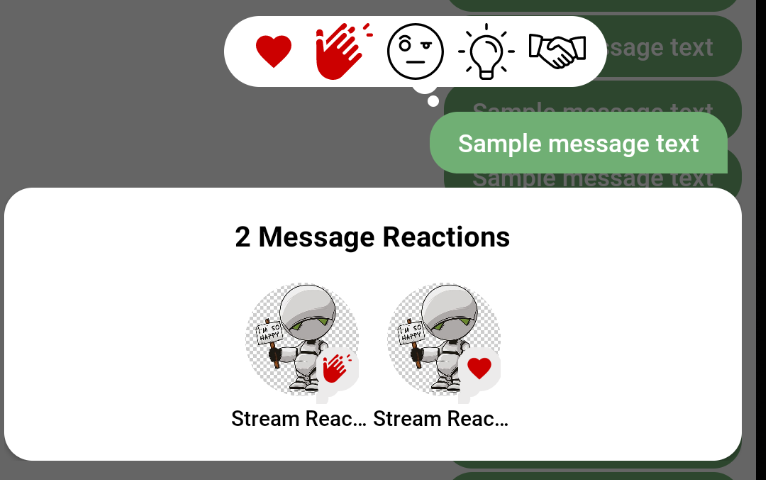 ssage text
Sample message text
Sample message text
Sample message text
2 Message Reactions
I'M SO
HAPPY
I'M SO
HAPPY
Stream Reac... Stream Reac...